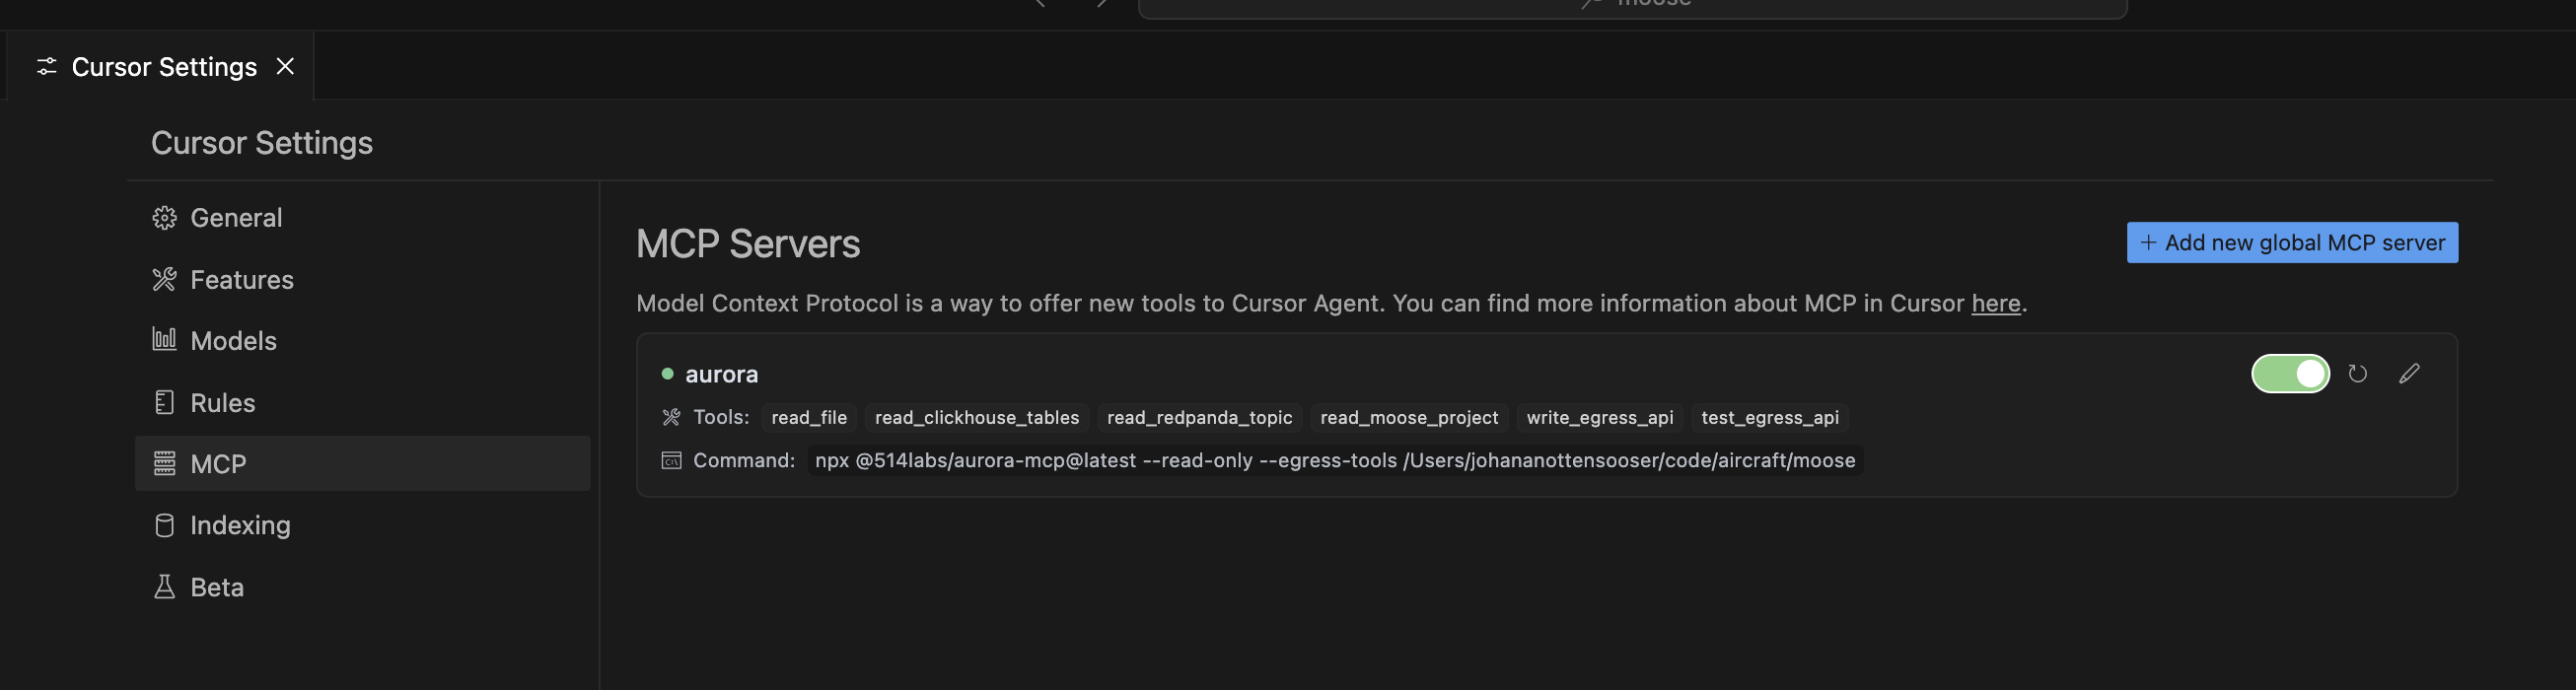 moose
Cursor Settings
Cursor Settings
General
Features
Models
Rules
MCP
Indexing
Beta
MCP Servers
+ Add new global MCP server
Model Context Protocol is a way to offer new tools to Cursor Agent. You can find more information about MCP in Cursor here.
aurora
Tools: read_file read_clickhouse_tables read_redpanda_topic read_moose_project write_egress_api test_egress_api
Command: npx @514labs/aurora-mcp@latest --read-only --egress-tools /Users/johananottensooser/code/aircraft/moose